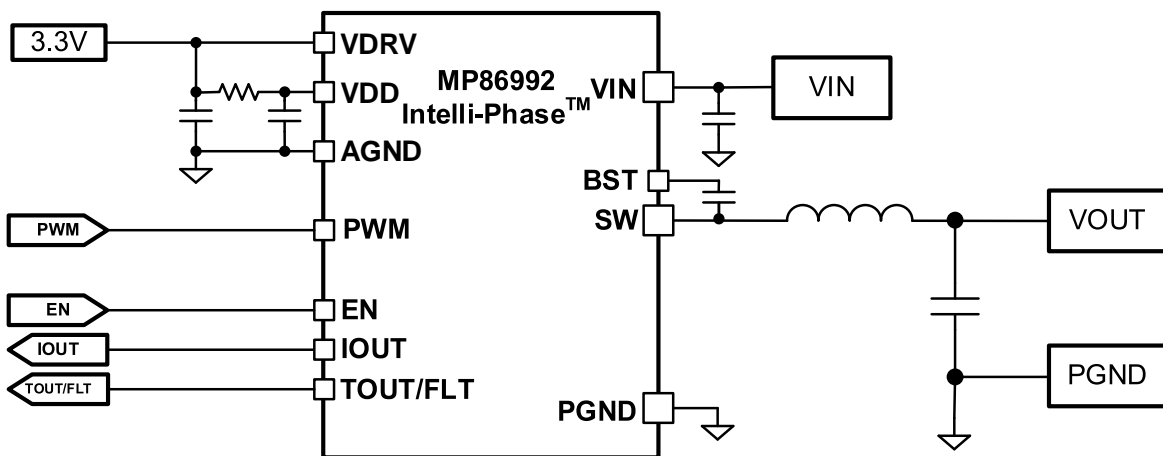 3.3V
VDRV
VDD
AGND
PWM
PWM
EN
EN
IOUT
IOUT
TOUT/FLT
TOUT/FLT
MP86992
Intelli-Phase™
VIN
VIN
BST
SW
VOUT
PGND
PGND